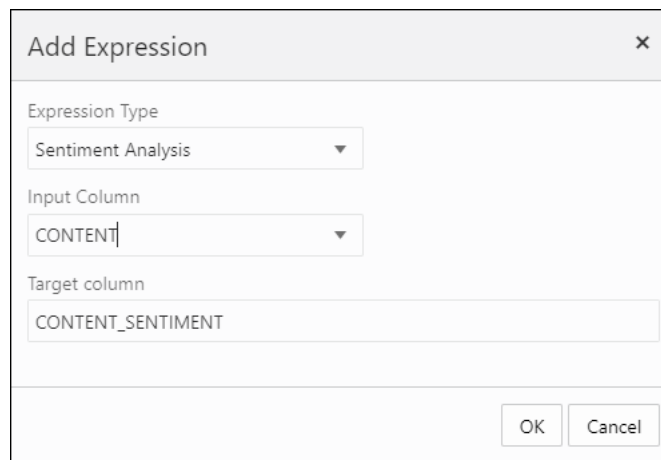 Add Expression
Expression Type
Sentiment Analysis
Input Column
CONTENT
Target column
CONTENT_SENTIMENT
OK Cancel